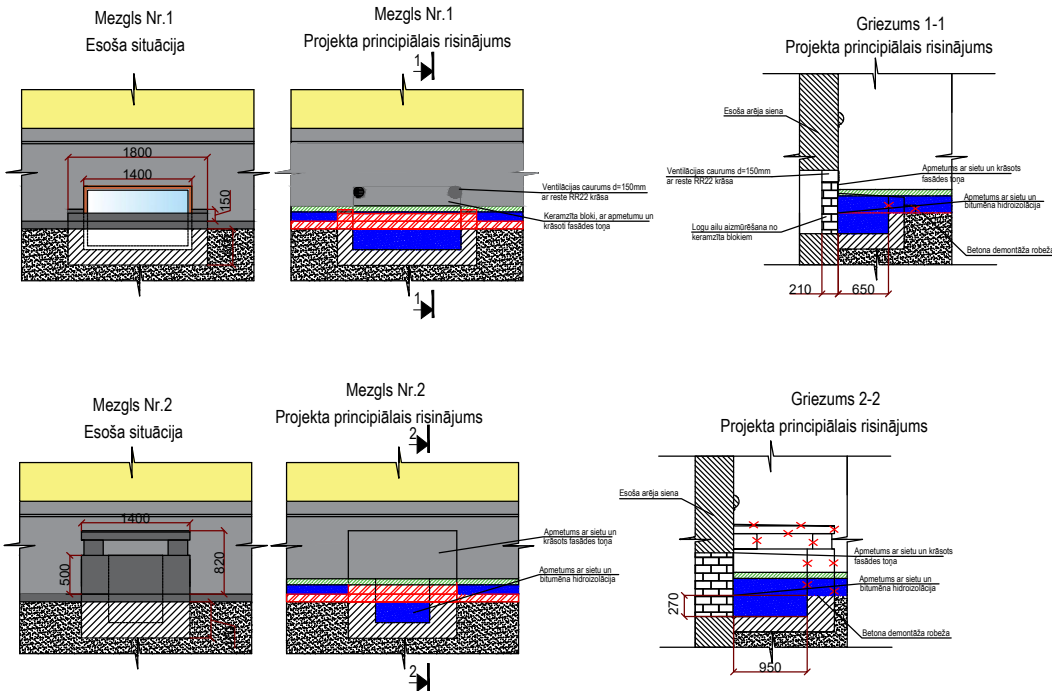 Mezgls Nr.1
Esoša situācija
1800
1400
150
Mezgls Nr.1
Projekta principiālais risinājums
1
Ventilācijas caurums d=150mm
ar reste RR22 krāsa
Keramzīta bloki, ar apmetumu un
krāsoti fasādes toņa
1
Griezums 1-1
Projekta principiālais risinājums
Esoša arēja siena
Ventilācijas caurums d=150mm
ar reste RR22 krāsa
Logu ailu aizmūrēšana no
keramzīta blokiem
Apmetums ar sietu un krāsots
fasādes toņa
Apmetums ar sietu un
bitumēna hidroizolācija
Betona demontāža robeža
210
650
Mezgls Nr.2
Esoša situācija
1400
500
820
Mezgls Nr.2
Projekta principiālais risinājums
2
Apmetums ar sietu un
krāsots fasādes toņa
Apmetums ar sietu un
bitumēna hidroizolācija
2
Griezums 2-2
Projekta principiālais risinājums
Esoša arēja siena
Apmetums ar sietu un krāsots
fasādes toņa
Apmetums ar sietu un
bitumēna hidroizolācija
Betona demontāža robeža
270
950